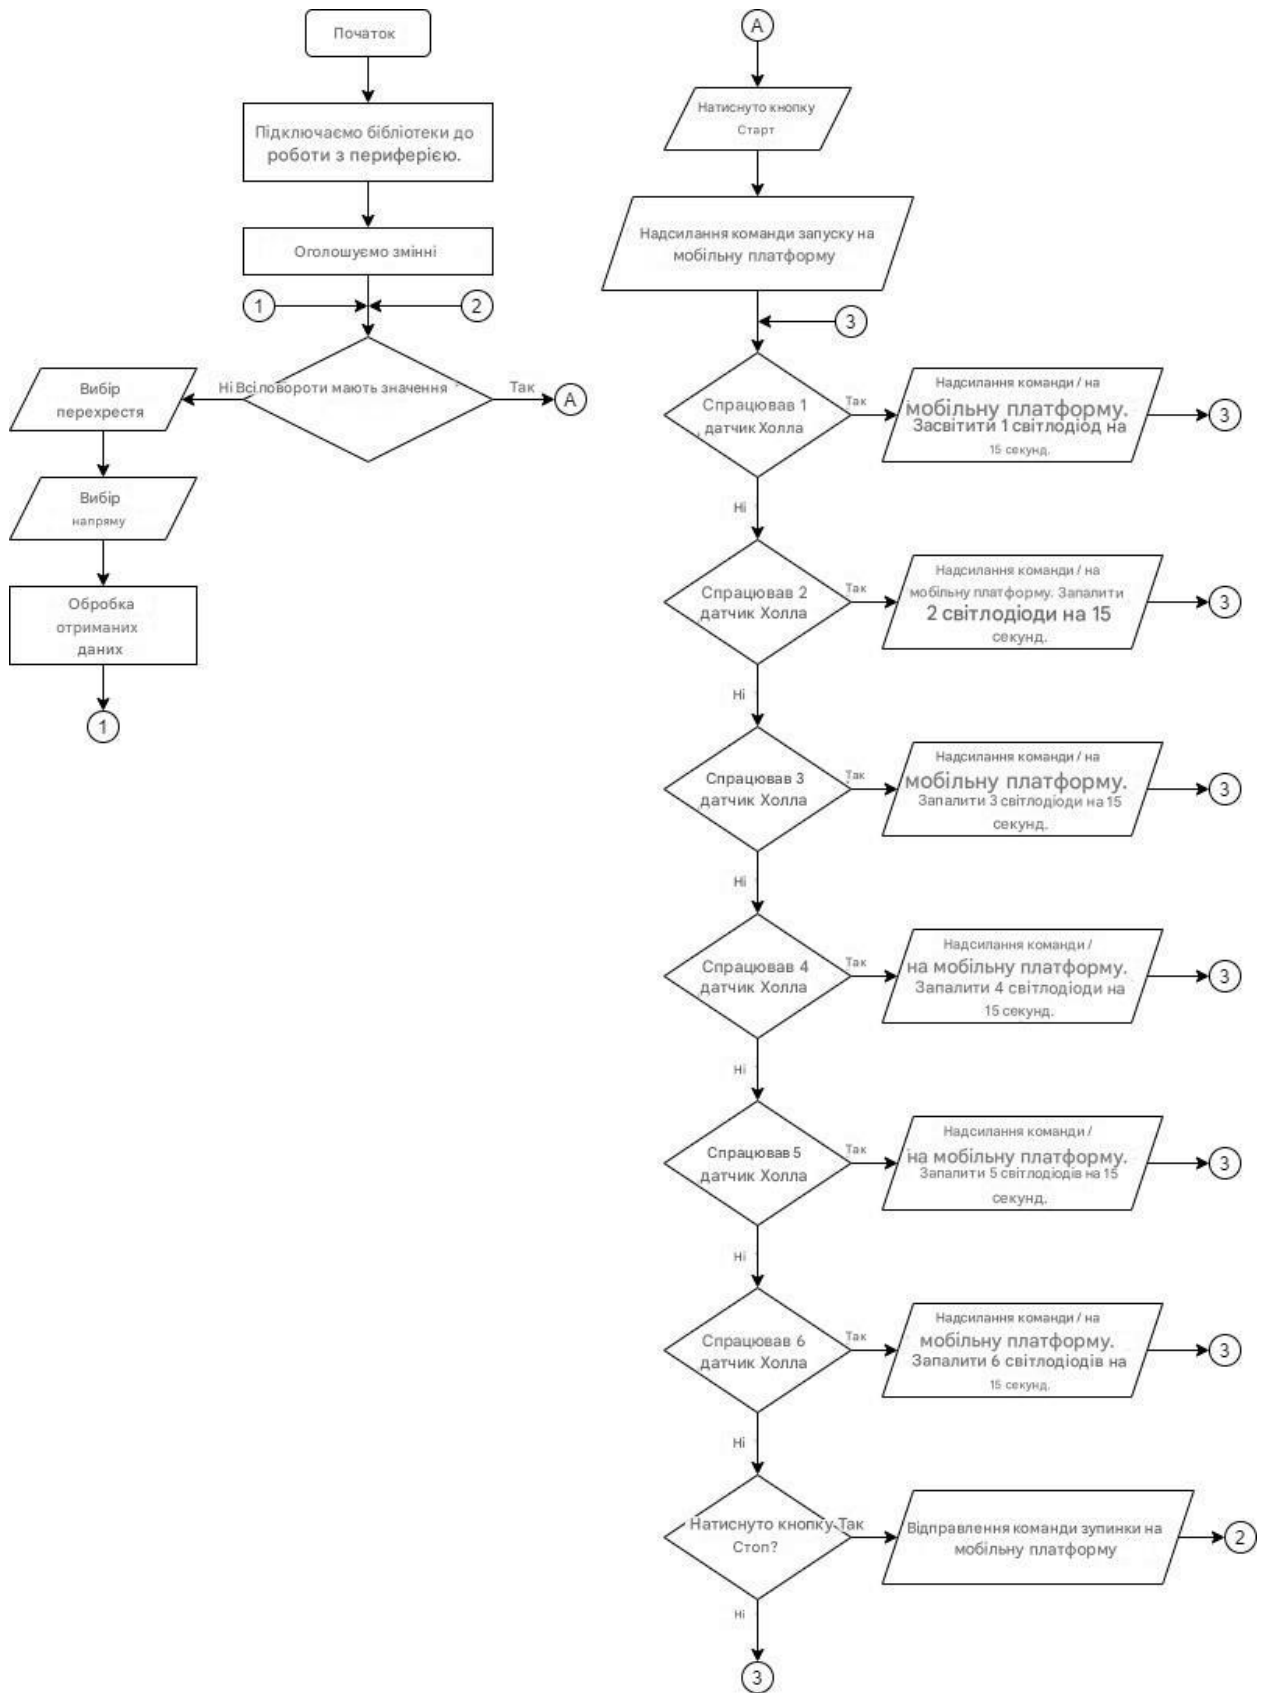 Початок
Підключаємо бібліотеки до
роботи з периферією.
Оголошуємо змінні
1
2
Ні Всі повороти мають значення
Так
A
Вибір
перехрестя
Вибір
напряму
Обробка
отриманих
даних
1
A
Натиснуто кнопку
Старт
Надсилання команди запуску на
мобільну платформу
3
Спрацював 1
датчик Холла
Так
Надсилання команди / на
мобільну платформу.
Засвітити 1 світлодіод на
15 секунд.
3
Ні
Спрацював 2
датчик Холла
Так
Надсилання команди / на
мобільну платформу. Запалити
2 світлодіоди на 15
секунд.
3
Ні
Спрацював 3
датчик Холла
Так
Надсилання команди / на
мобільну платформу.
Запалити 3 світлодіоди на 15
секунд.
3
Ні
Спрацював 4
датчик Холла
Так
Надсилання команди /
на мобільну платформу.
Запалити 4 світлодіоди на
15 секунд.
3
Ні
Спрацював 5
датчик Холла
Так
Надсилання команди /
на мобільну платформу.
Запалити 5 світлодіодів на 15
секунд.
3
Ні
Спрацював 6
датчик Холла
Так
Надсилання команди / на
мобільну платформу.
Запалити 6 світлодіодів на
15 секунд.
3
Ні
Натиснуто кнопку Так
Стоп?
Відправлення команди зупинки на
мобільну платформу
2
Ні
3